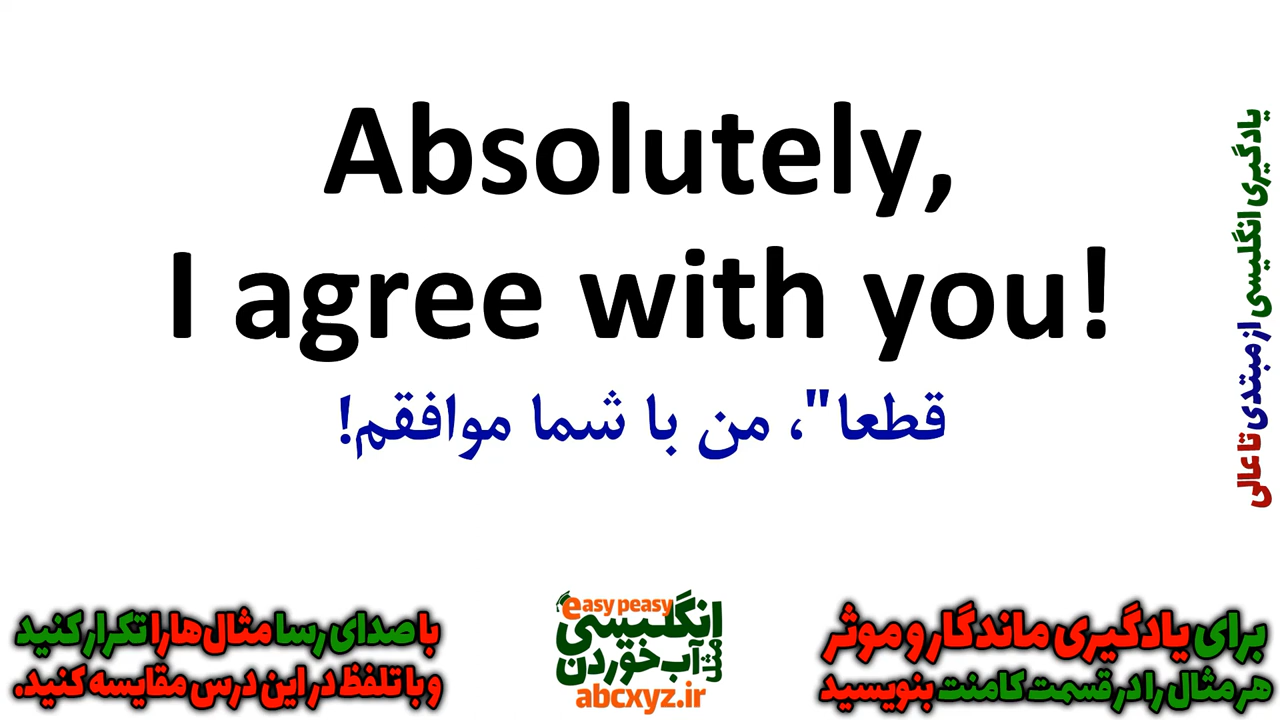 Absolutely,
I agree with you!
قطعا"، من با شما موافقم!
یادگیری انگلیسی از مبتدی تا عالی
با صدای رسا مثال‌ها را تکرار کنید
و با تلفظ در این درس مقایسه کنید.
easy peasy
انگلیسی
مثل آب خوردن
abcxyz.ir
برای یادگیری ماندگار و موثر
هر مثال را در قسمت کامنت بنویسید